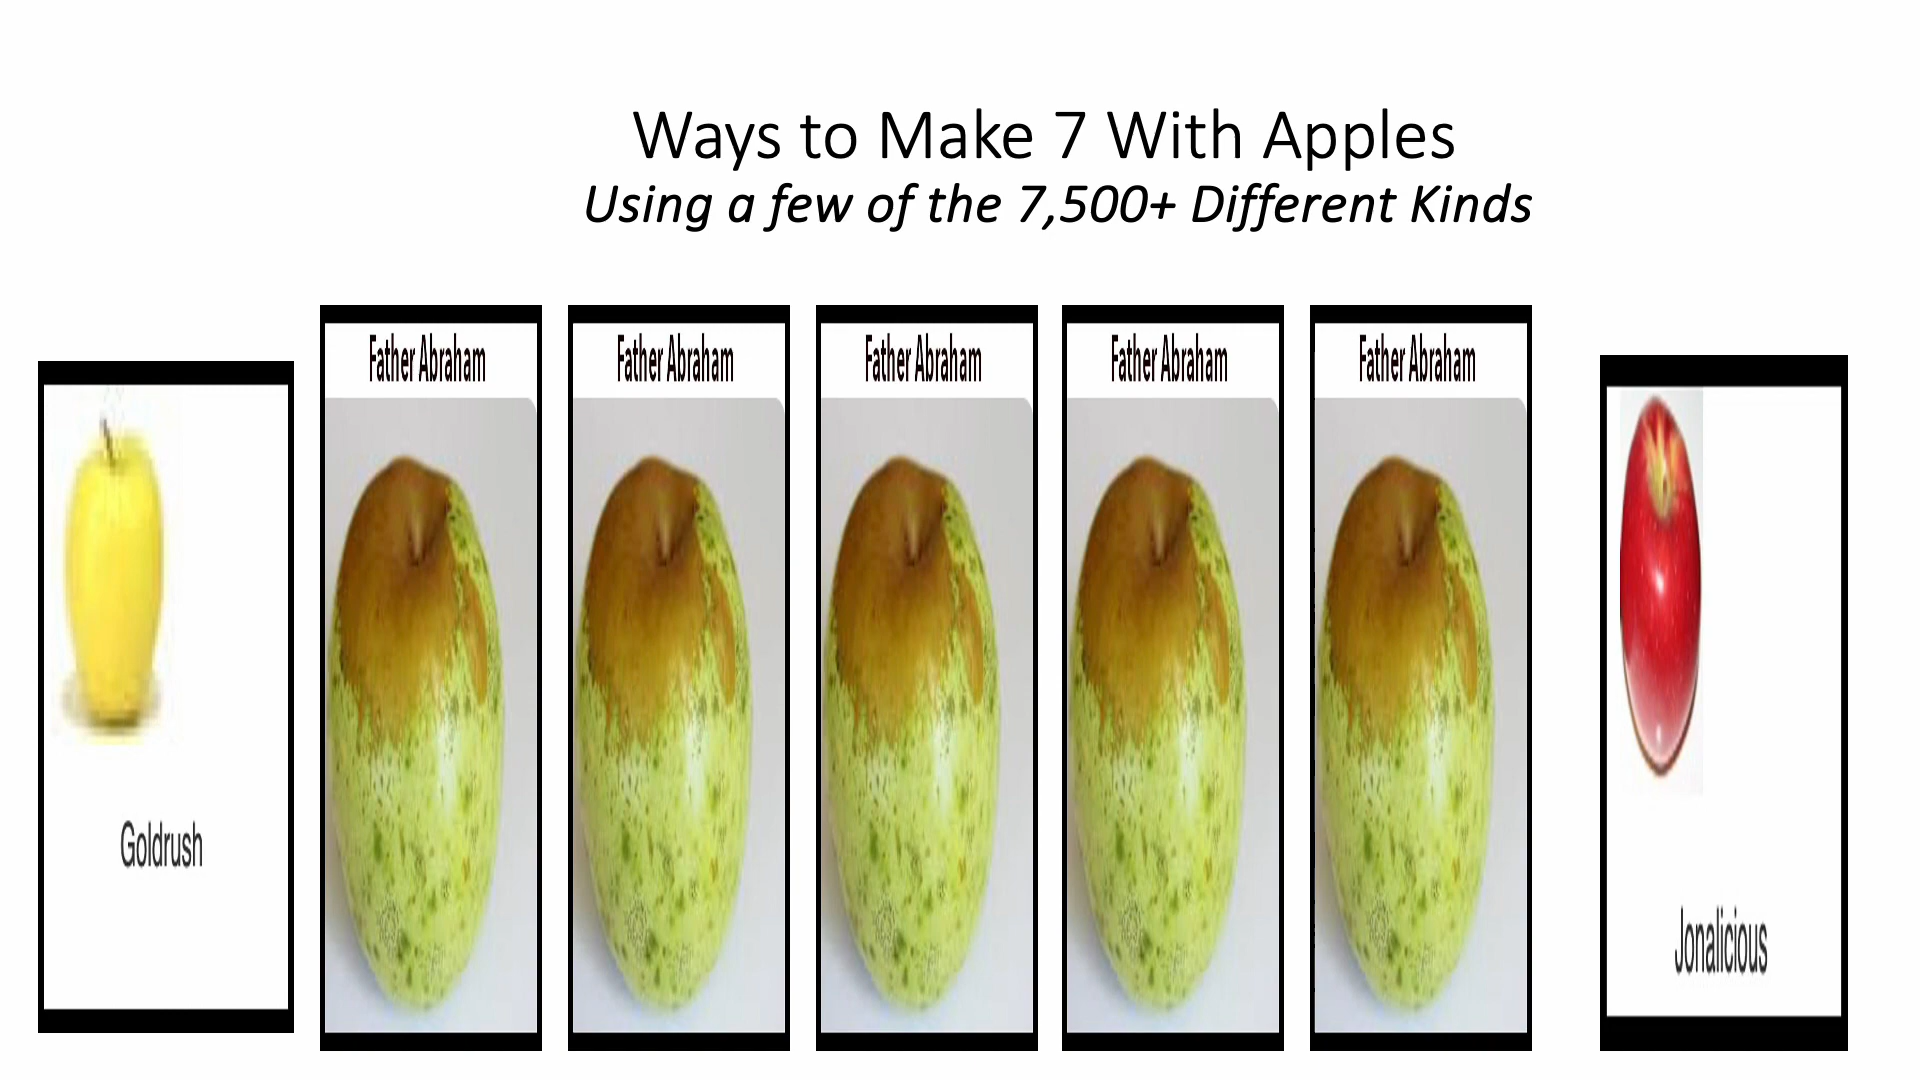 Ways to Make 7 With Apples
Using a few of the 7,500+ Different Kinds
Father Abraham
Father Abraham
Father Abraham
Father Abraham
Father Abraham
Goldrush
Jonalicious